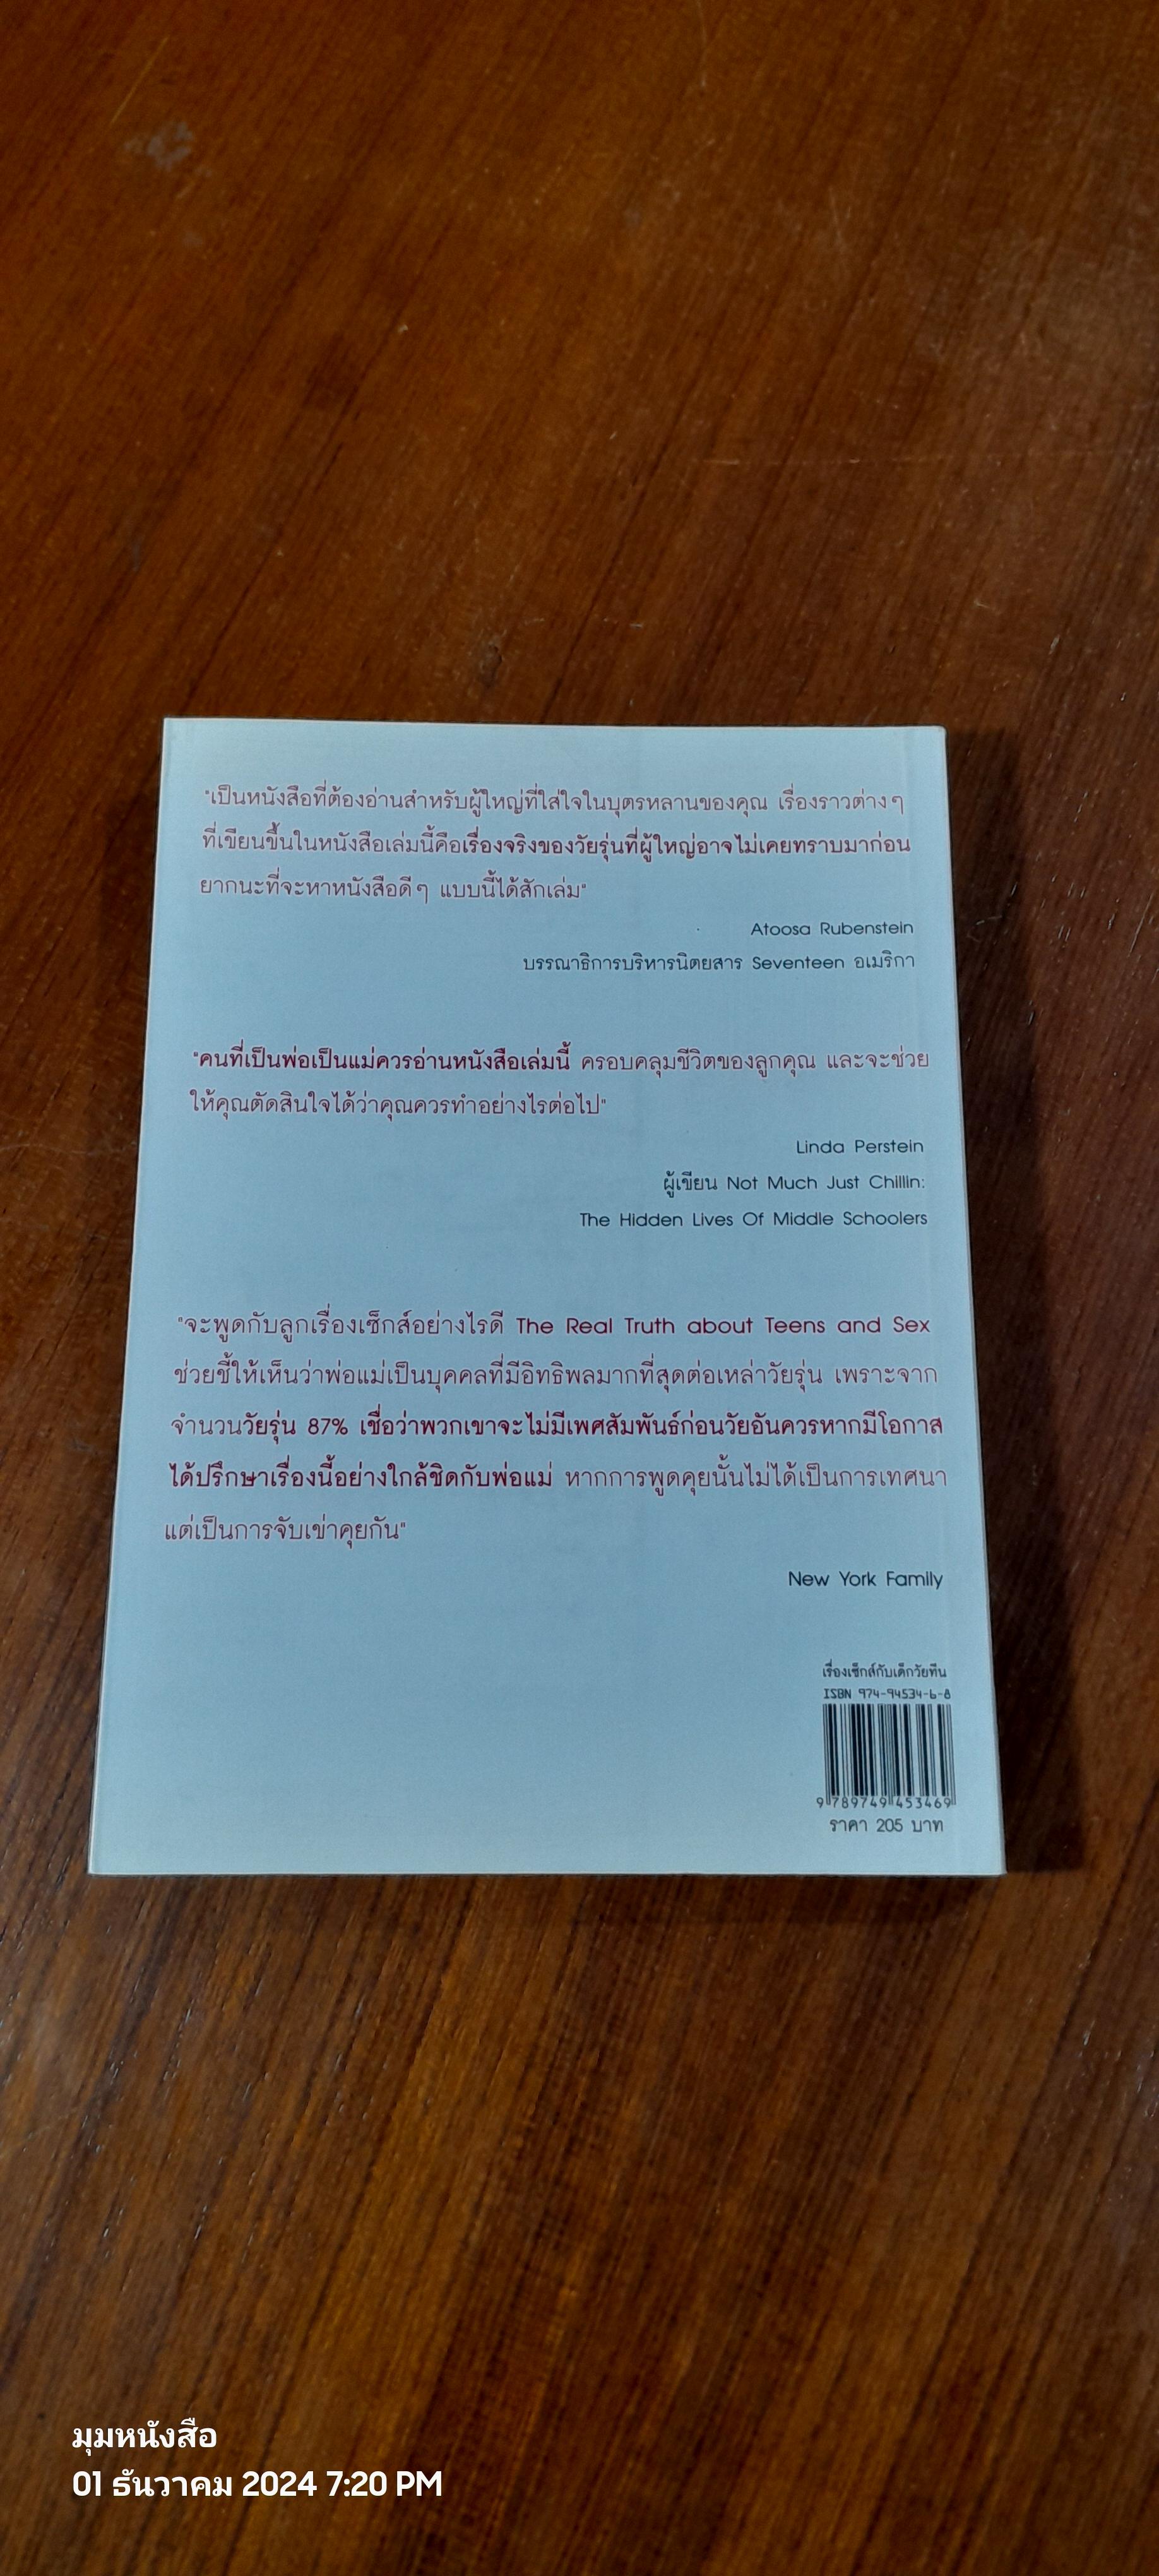 "เป็นหนังสือที่ต้องอ่านสำหรับผู้ใหญ่ที่ใส่ใจในบุตรหลานของคุณ เรื่องราวต่างๆ
ที่เขียนขึ้นในหนังสือเล่มนี้คือเรื่องจริงของวัยรุ่นที่ผู้ใหญ่อาจไม่เคยทราบมาก่อน
ยากนะที่จะหาหนังสือดีๆ แบบนี้ได้สักเล่ม"
Atoosa Rubenstein
บรรณาธิการบริหารนิตยสาร Seventeen อเมริกา
"คนที่เป็นพ่อเป็นแม่ควรอ่านหนังสือเล่มนี้ ครอบคลุมชีวิตของลูกคุณ และจะช่วย
ให้คุณตัดสินใจได้ว่าคุณควรทำอย่างไรต่อไป"
Linda Perstein
ผู้เขียน Not Much Just Chillin:
The Hidden Lives Of Middle Schoolers
"จะพูดกับลูกเรื่องเซ็กส์อย่างไรดี The Real Truth about Teens and Sex
ช่วยชี้ให้เห็นว่าพ่อแม่เป็นบุคคลที่มีอิทธิพลมากที่สุดต่อเหล่าวัยรุ่น เพราะจาก
จำนวนวัยรุ่น 87% เชื่อว่าพวกเขาจะไม่มีเพศสัมพันธ์ก่อนวัยอันควรหากมีโอกาส
ได้ปรึกษาเรื่องนี้อย่างใกล้ชิดกับพ่อแม่ หากการพูดคุยนั้นไม่ได้เป็นการเทศนา
แต่เป็นการจับเข่าคุยกัน"
New York Family
เรื่องเซ็กส์กับเด็กวัยทีน
ISBN 974-94534-6-8
9 789749 453469
ราคา 205 บาท
มุมหนังสือ
01 ธันวาคม 2024 7:20 PM